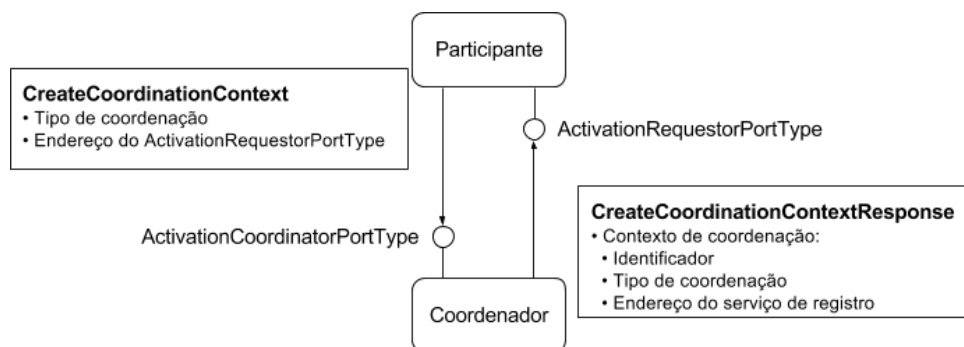 Participante
CreateCoordinationContext
• Tipo de coordenação
• Endereço do ActivationRequestorPortType
ActivationRequestorPortType
CreateCoordinationContextResponse
• Contexto de coordenação:
• Identificador
• Tipo de coordenação
• Endereço do serviço de registro
ActivationCoordinatorPortType
Coordenador